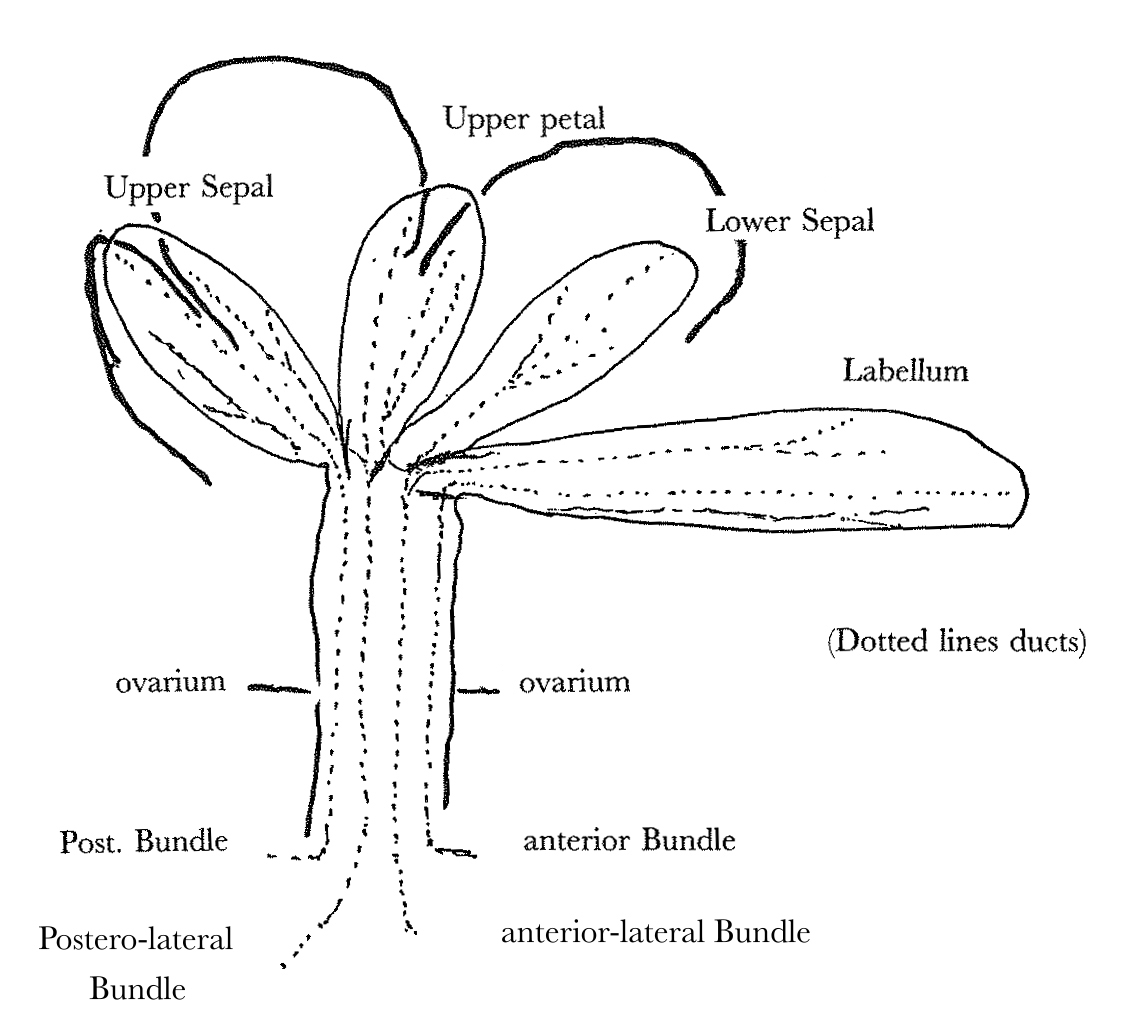 Upper petal
Upper Sepal
Lower Sepal
Labellum
(Dotted lines ducts)
ovarium
ovarium
Post. Bundle
anterior Bundle
Postero-lateral
Bundle
anterior-lateral Bundle